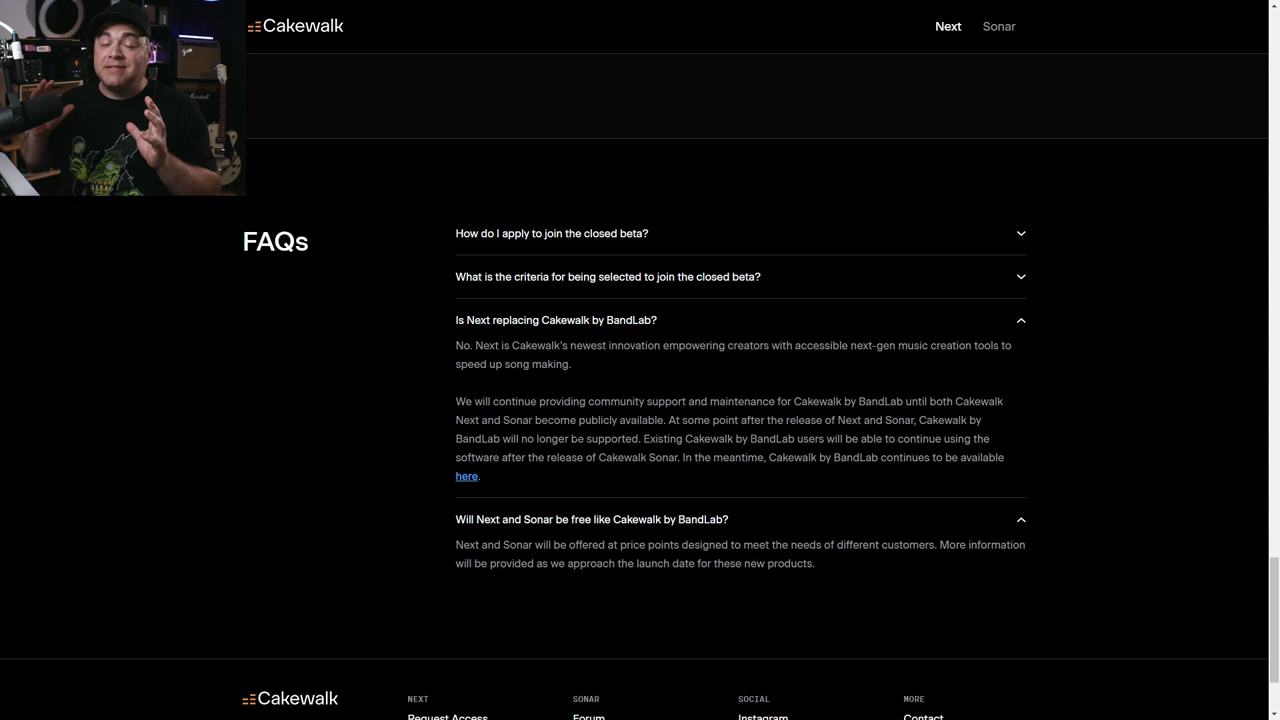 Cakewalk
Next
Sonar
FAQs
How do I apply to join the closed beta?
What is the criteria for being selected to join the closed beta?
Is Next replacing Cakewalk by BandLab?
No. Next is Cakewalk's newest innovation empowering creators with accessible next-gen music creation tools to
speed up song making.
We will continue providing community support and maintenance for Cakewalk by BandLab until both Cakewalk
Next and Sonar become publicly available. At some point after the release of Next and Sonar, Cakewalk by
BandLab will no longer be supported. Existing Cakewalk by BandLab users will be able to continue using the
software after the release of Cakewalk Sonar. In the meantime, Cakewalk by BandLab continues to be available
here.
Will Next and Sonar be free like Cakewalk by BandLab?
Next and Sonar will be offered at price points designed to meet the needs of different customers. More information
will be provided as we approach the launch date for these new products.
Cakewalk
NEXT
SONAR
SOCIAL
MORE
Request Access
Forum
Instagram
Contact